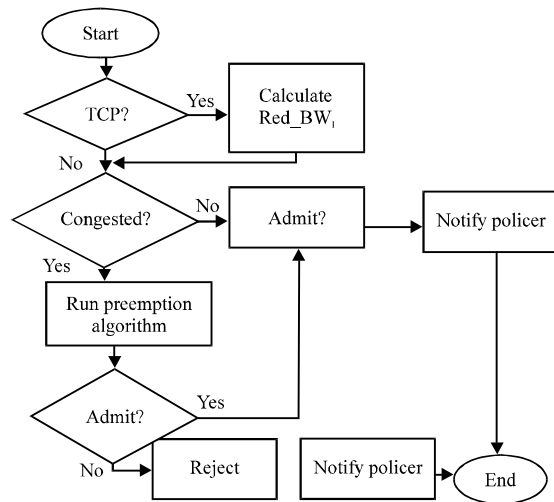 Start
TCP?
Yes
Calculate
Red_BW₁
No
Congested?
No
Admit?
Notify policer
Yes
Run preemption
algorithm
Admit?
Yes
No
Reject
Notify policer
End